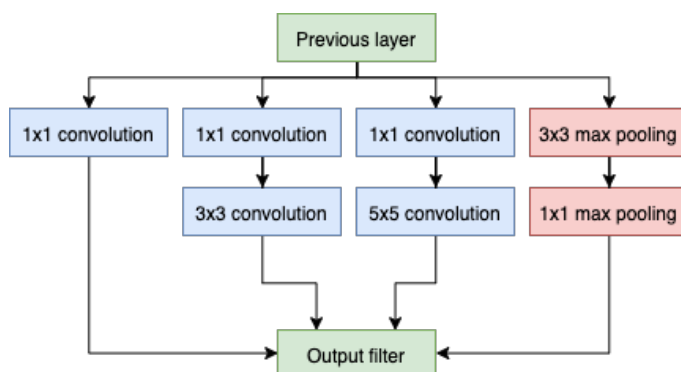 Previous layer
1x1 convolution
1x1 convolution
1x1 convolution
3x3 max pooling
3x3 convolution
5x5 convolution
1x1 max pooling
Output filter